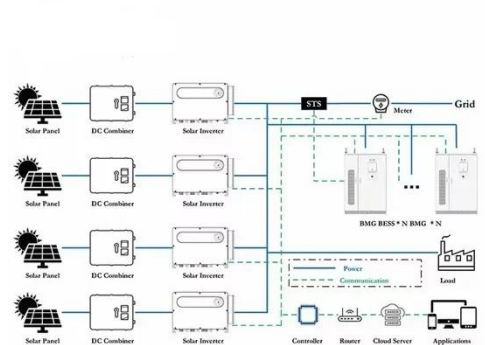 STS
Meter
Grid
Solar Panel DC Combiner Solar Inverter
Solar Panel DC Combiner Solar Inverter
BMG BESS * N BMG * N
Solar Panel DC Combiner Solar Inverter
Power
Communication
Load
Solar Panel DC Combiner Solar Inverter
Controller Router Cloud Server Applications